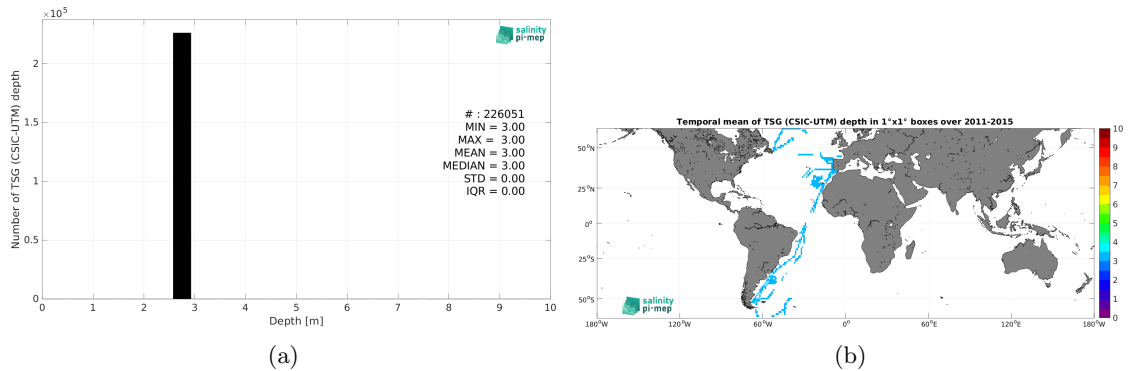 ×10⁵
salinity
pi-mep
2
1.5
1
0.5
0
Number of TSG (CSIC-UTM) depth
# : 226051
MIN = 3.00
MAX = 3.00
MEAN = 3.00
MEDIAN = 3.00
STD = 0.00
IQR = 0.00
0 1 2 3 4 5 6 7 8 9 10
Depth [m]
(a)
Temporal mean of TSG (CSIC-UTM) depth in 1°x1° boxes over 2011-2015
50°N
25°N
0°
25°S
50°S
salinity
pi-mep
180°W 120°W 60°W 0°E 60°E 120°E 180°W
10
9
8
7
6
5
4
3
2
1
0
(b)